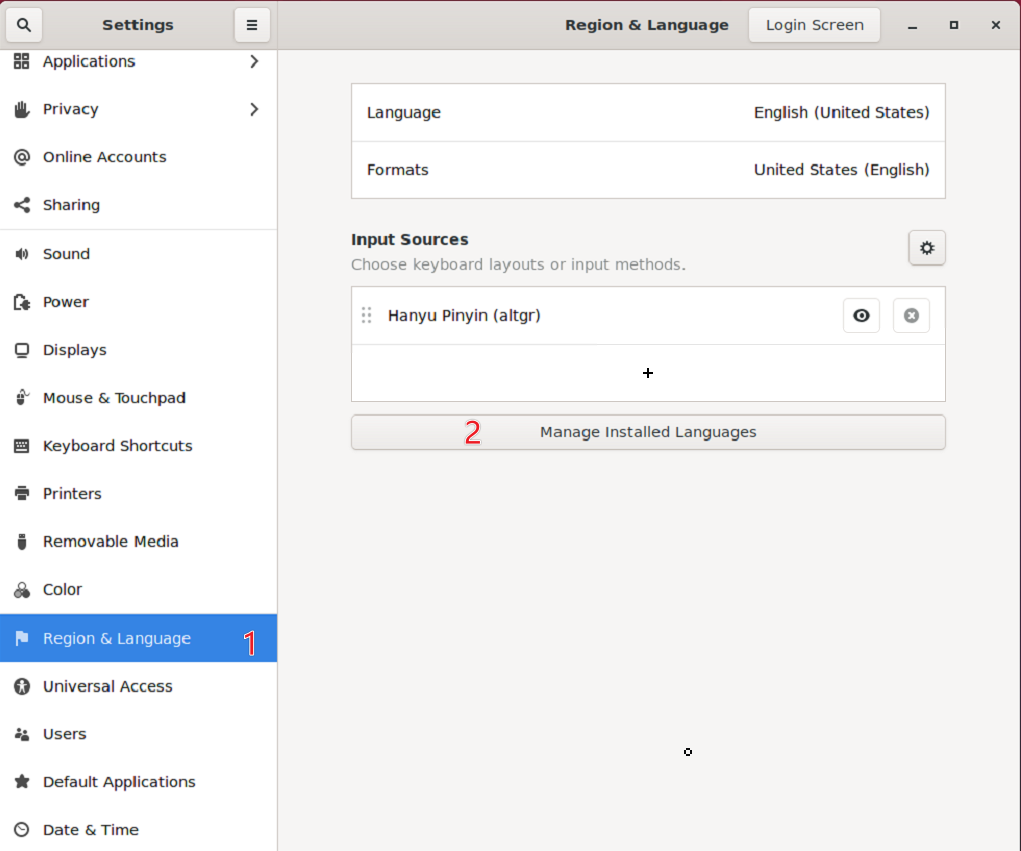 Settings
Region & Language
Login Screen
Applications
Privacy
Online Accounts
Sharing
Sound
Power
Displays
Mouse & Touchpad
Keyboard Shortcuts
Printers
Removable Media
Color
Region & Language 1
Universal Access
Users
Default Applications
Date & Time
Language English (United States)
Formats United States (English)
Input Sources
Choose keyboard layouts or input methods.
Hanyu Pinyin (altgr)
+
2 Manage Installed Languages